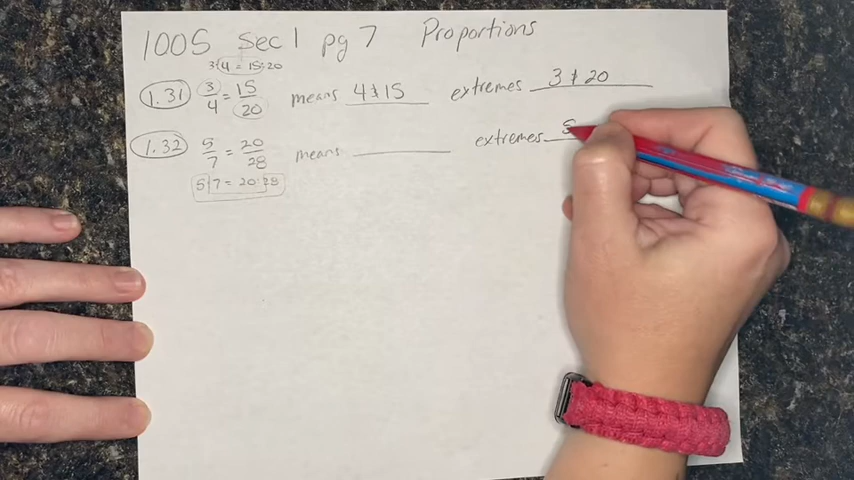 1005 Sec 1 pg 7 Proportions
3:4 = 15:20
1.31 3/4 = 15/20 means 4 & 15 extremes 3 & 20
1.32 5/7 = 20/28 means extremes 5
5:7 = 20:28